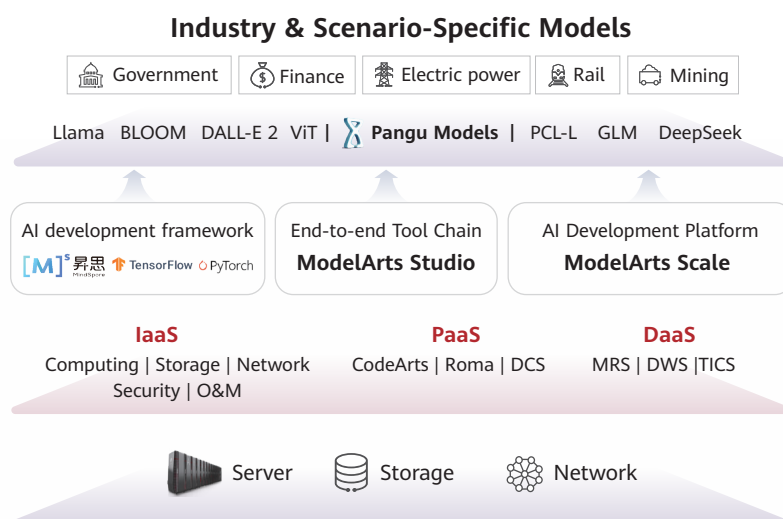 Industry & Scenario-Specific Models
Government
Finance
Electric power
Rail
Mining
Llama BLOOM DALL-E 2 ViT | Pangu Models | PCL-L GLM DeepSeek
AI development framework
[M]s 昇思 MindSpore TensorFlow PyTorch
End-to-end Tool Chain
ModelArts Studio
AI Development Platform
ModelArts Scale
IaaS
Computing | Storage | Network
Security | O&M
PaaS
CodeArts | Roma | DCS
DaaS
MRS | DWS |TICS
Server
Storage
Network